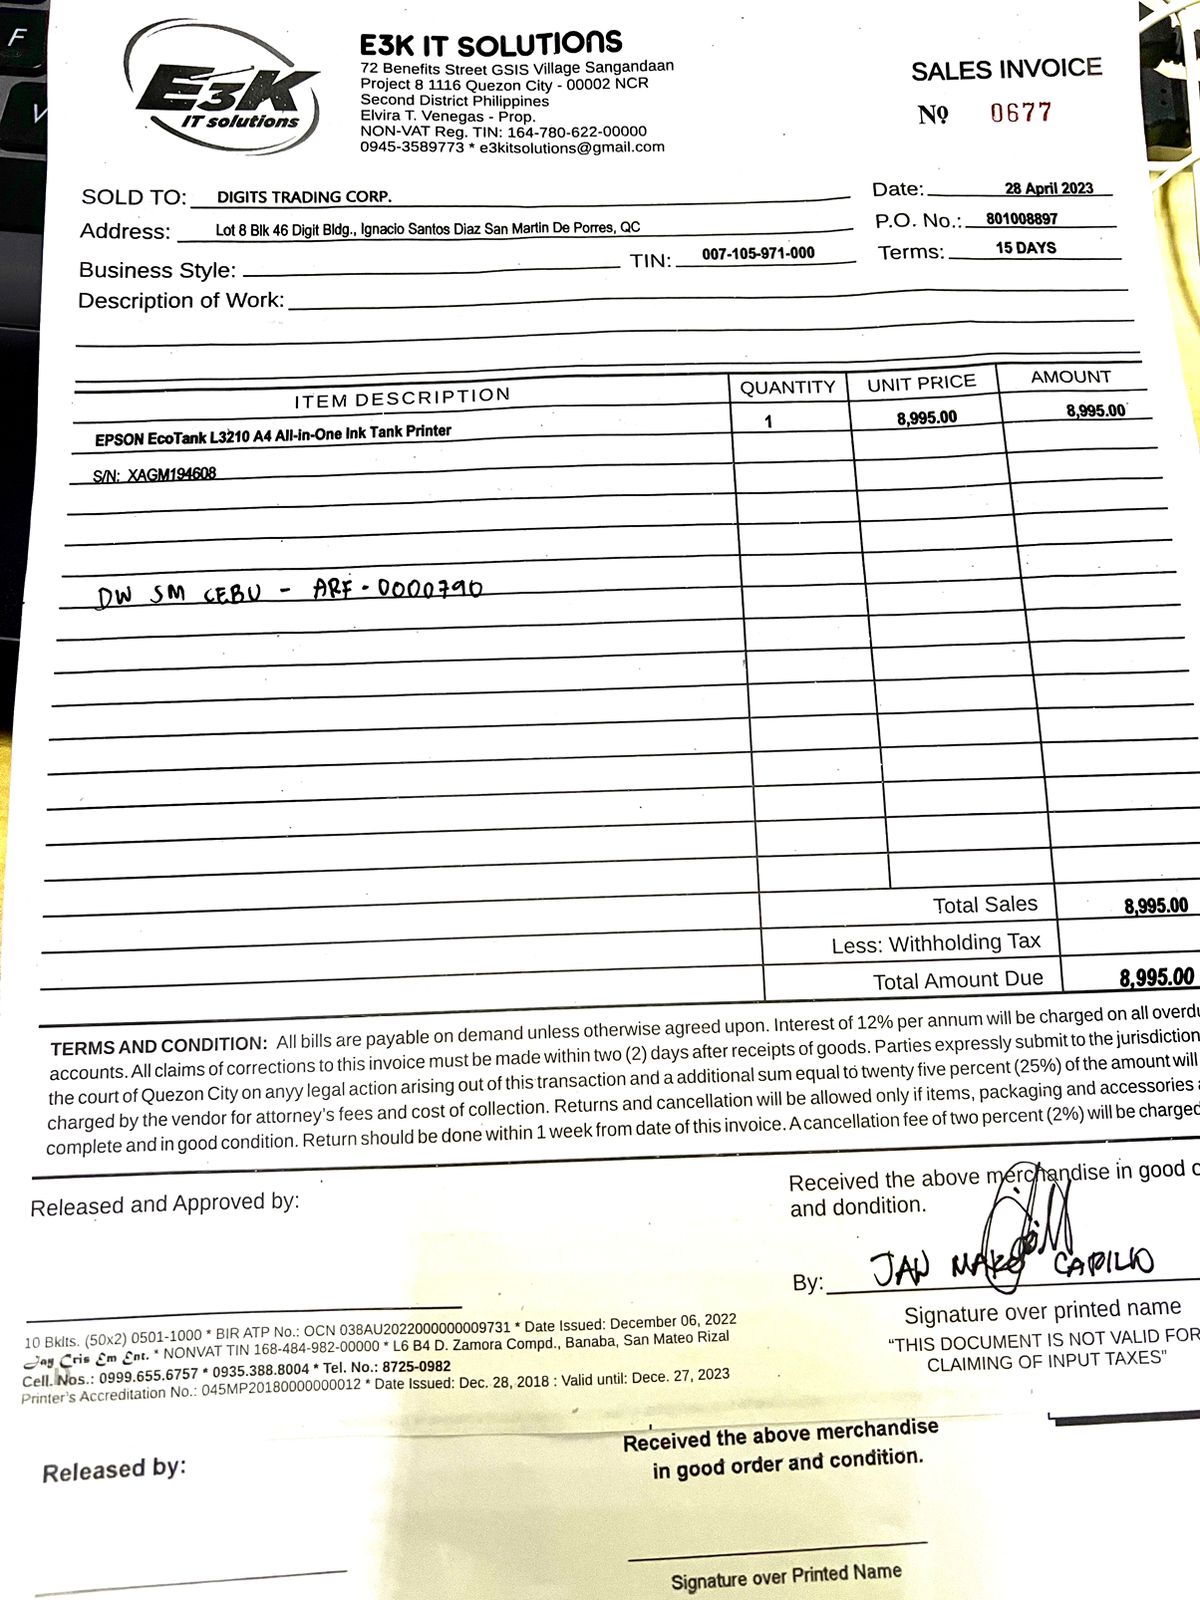 E3K
IT solutions
E3K IT SOLUTIONS
72 Benefits Street GSIS Village Sangandaan
Project 8 1116 Quezon City - 00002 NCR
Second District Philippines
Elvira T. Venegas - Prop.
NON-VAT Reg. TIN: 164-780-622-00000
0945-3589773 * e3kitsolutions@gmail.com
SALES INVOICE
Nº 0677
SOLD TO: DIGITS TRADING CORP.
Date: 28 April 2023
Address: Lot 8 Blk 46 Digit Bldg., Ignacio Santos Diaz San Martin De Porres, QC
P.O. No.: 801008897
Business Style: TIN: 007-105-971-000
Terms: 15 DAYS
Description of Work:
ITEM DESCRIPTION QUANTITY UNIT PRICE AMOUNT
EPSON EcoTank L3210 A4 All-in-One Ink Tank Printer 1 8,995.00 8,995.00
S/N: XAGM194608
DW SM CEBU - ARF - 0000790
Total Sales 8,995.00
Less: Withholding Tax
Total Amount Due 8,995.00
TERMS AND CONDITION: All bills are payable on demand unless otherwise agreed upon. Interest of 12% per annum will be charged on all overdu
accounts. All claims of corrections to this invoice must be made within two (2) days after receipts of goods. Parties expressly submit to the jurisdiction
the court of Quezon City on anyy legal action arising out of this transaction and a additional sum equal to twenty five percent (25%) of the amount will
charged by the vendor for attorney's fees and cost of collection. Returns and cancellation will be allowed only if items, packaging and accessories
complete and in good condition. Return should be done within 1 week from date of this invoice. A cancellation fee of two percent (2%) will be charged
Released and Approved by:
Received the above merchandise in good
and dondition.
By: JAN CAPILLO
Signature over printed name
"THIS DOCUMENT IS NOT VALID FOR
CLAIMING OF INPUT TAXES"
10 Bklts. (50x2) 0501-1000 * BIR ATP No.: OCN 038AU2022000000009731 * Date Issued: December 06, 2022
Jay Cris Em Ent. * NONVAT TIN 168-484-982-00000 * L6 B4 D. Zamora Compd., Banaba, San Mateo Rizal
Cell. Nos.: 0999.655.6757 * 0935.388.8004 * Tel. No.: 8725-0982
Printer's Accreditation No.: 045MP20180000000012 * Date Issued: Dec. 28, 2018 : Valid until: Dece. 27, 2023
Released by:
Received the above merchandise
in good order and condition.
Signature over Printed Name